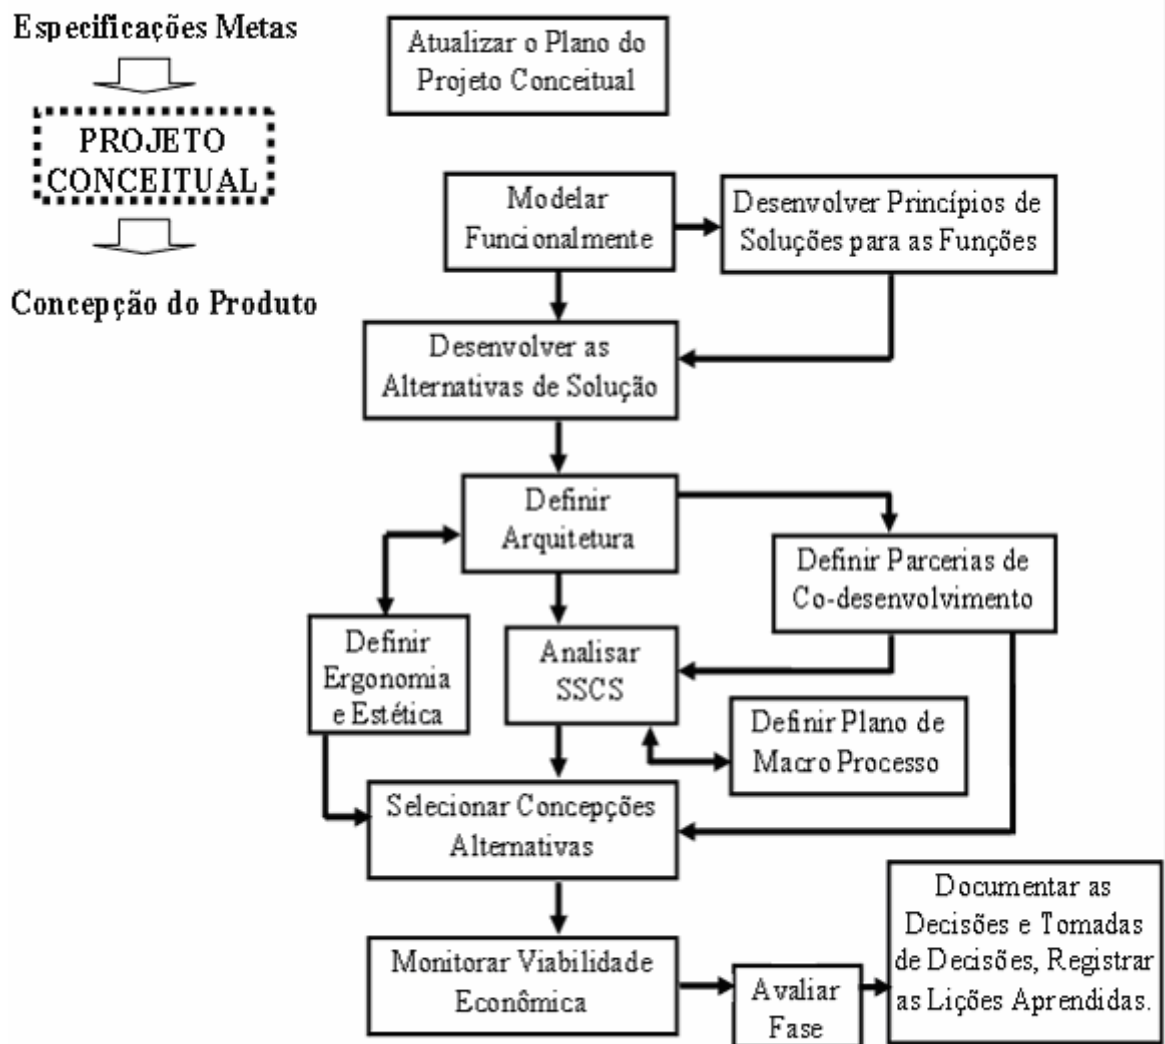 Especificações Metas
PROJETO
CONCEITUAL
Concepção do Produto
Atualizar o Plano do
Projeto Conceitual
Modelar
Funcionalmente
Desenvolver Princípios de
Soluções para as Funções
Desenvolver as
Alternativas de Solução
Definir
Arquitetura
Definir Parcerias de
Co-desenvolvimento
Definir
Ergonomia
e Estética
Analisar
SSCS
Definir Plano de
Macro Processo
Selecionar Concepções
Alternativas
Monitorar Viabilidade
Econômica
Avaliar
Fase
Documentar as
Decisões e Tomadas
de Decisões, Registrar
as Lições Aprendidas.